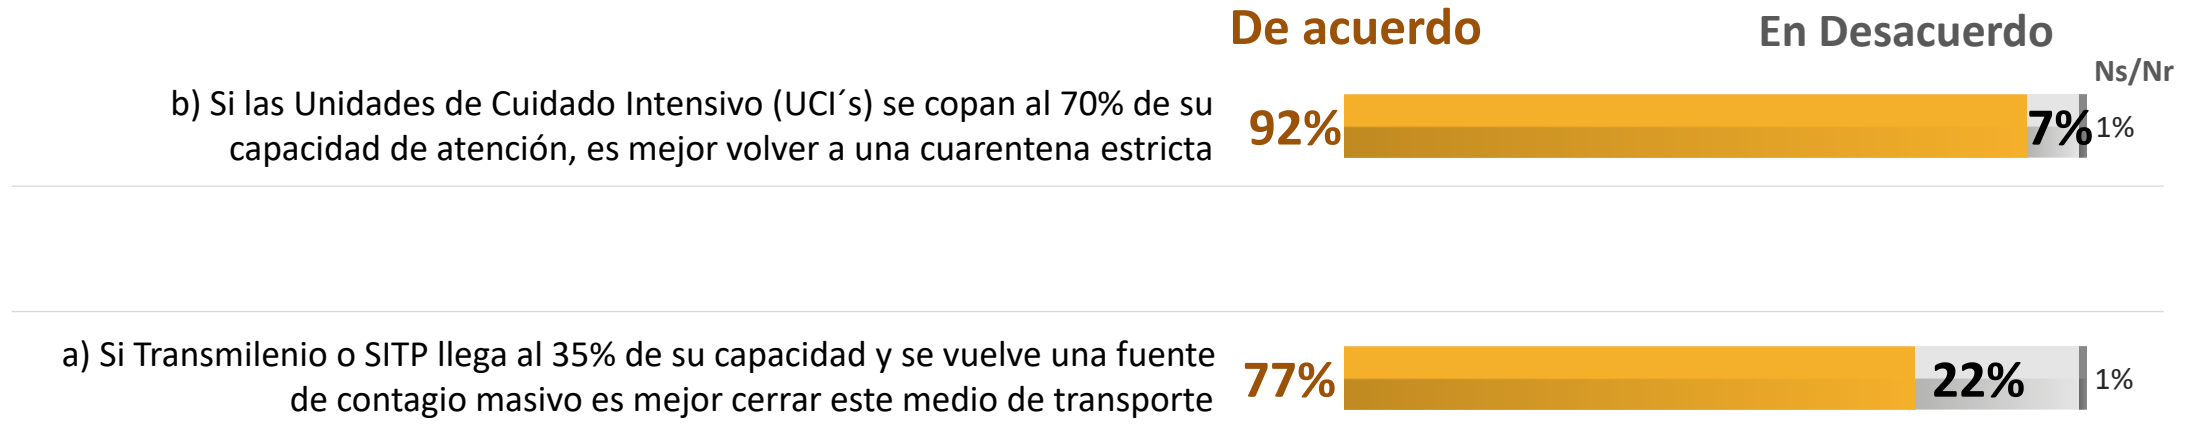 De acuerdo
En Desacuerdo
Ns/Nr
b) Si las Unidades de Cuidado Intensivo (UCI´s) se copan al 70% de su
capacidad de atención, es mejor volver a una cuarentena estricta
92%
7%
1%
a) Si Transmilenio o SITP llega al 35% de su capacidad y se vuelve una fuente
de contagio masivo es mejor cerrar este medio de transporte
77%
22%
1%